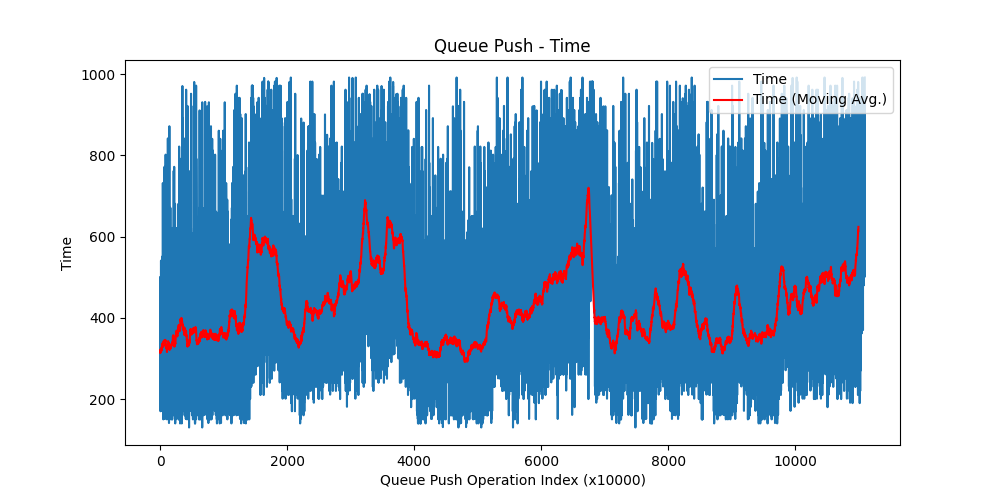 Queue Push - Time
Time
Time (Moving Avg.)
1000
800
600
400
200
Time
0 2000 4000 6000 8000 10000
Queue Push Operation Index (x10000)